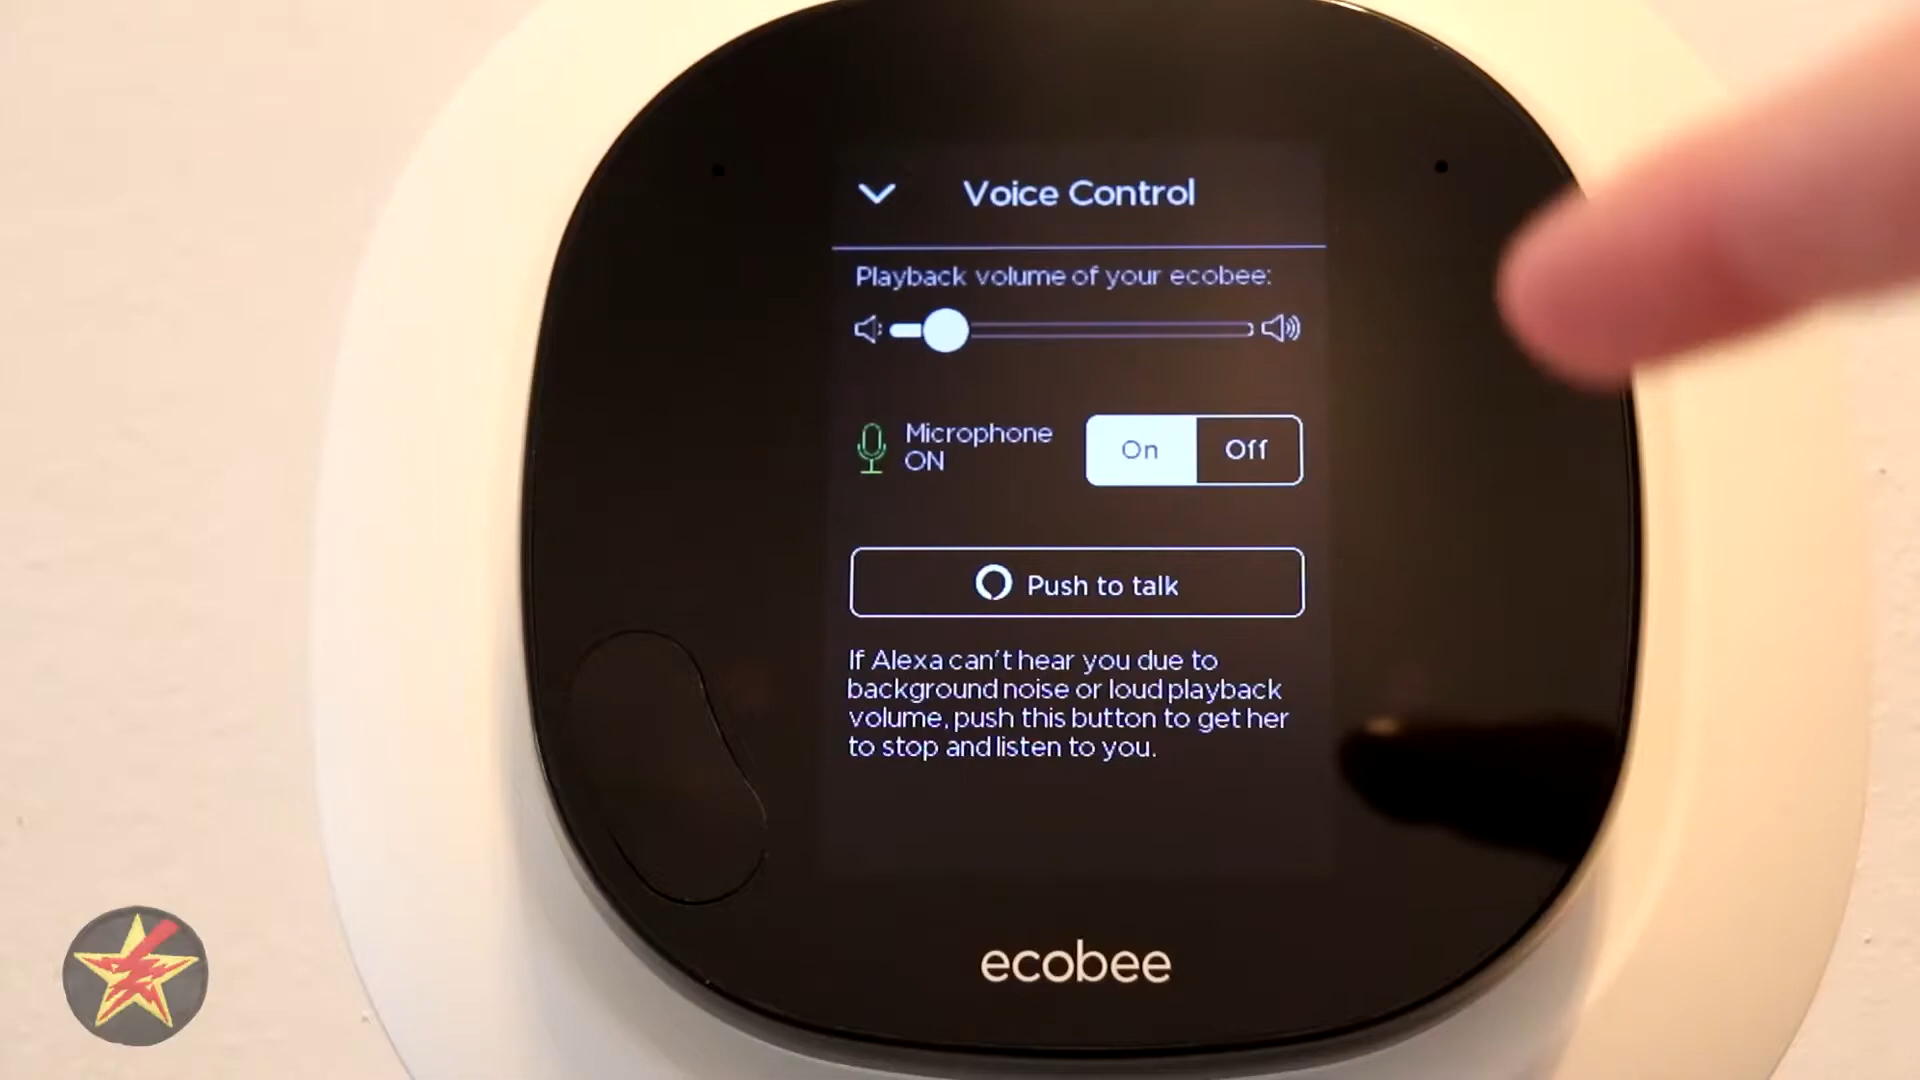 Voice Control
Playback volume of your ecobee:
Microphone
ON
On
Off
Push to talk
If Alexa can't hear you due to
background noise or loud playback
volume, push this button to get her
to stop and listen to you.
ecobee